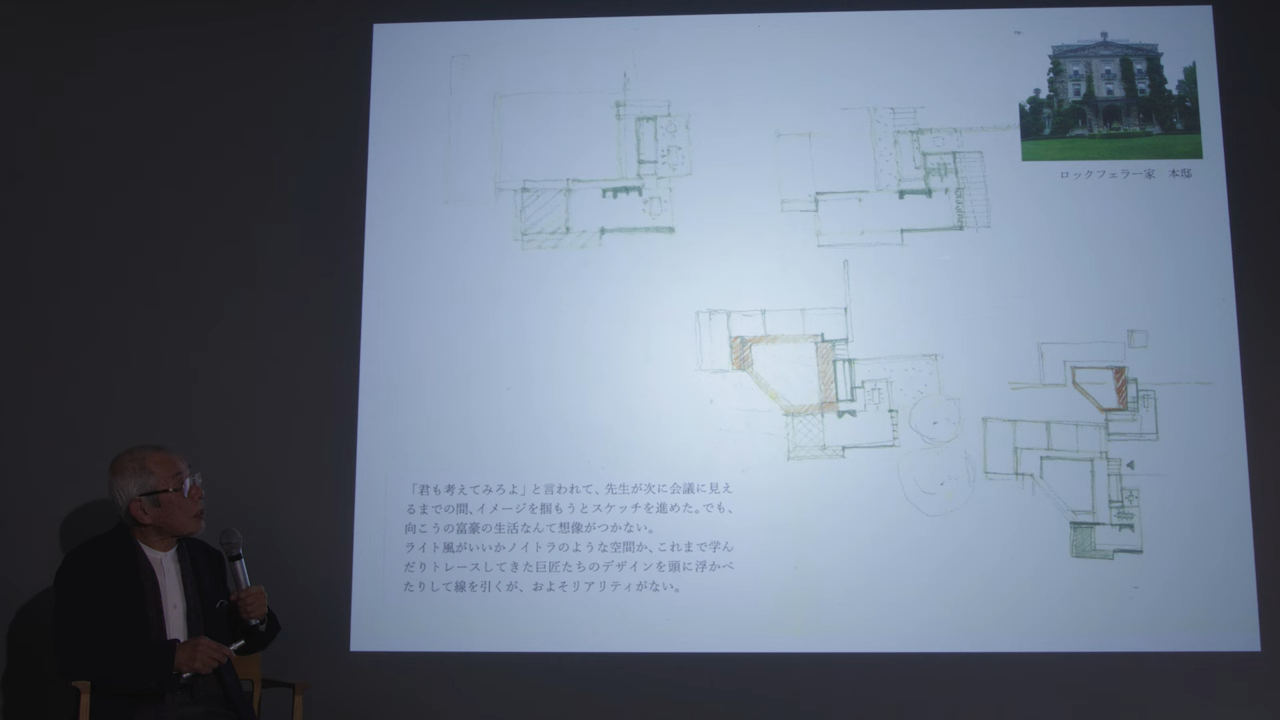 ロックフェラー家　本邸
「君も考えてみろよ」と言われて、先生が次に会議に見え
るまでの間、イメージを掴もうとスケッチを進めた。でも、
向こうの富豪の生活なんて想像がつかない。
ライト風がいいかノイトラのような空間か、これまで学ん
だりトレースしてきた巨匠たちのデザインを頭に浮かべ
たりして線を引くが、およそリアリティがない。